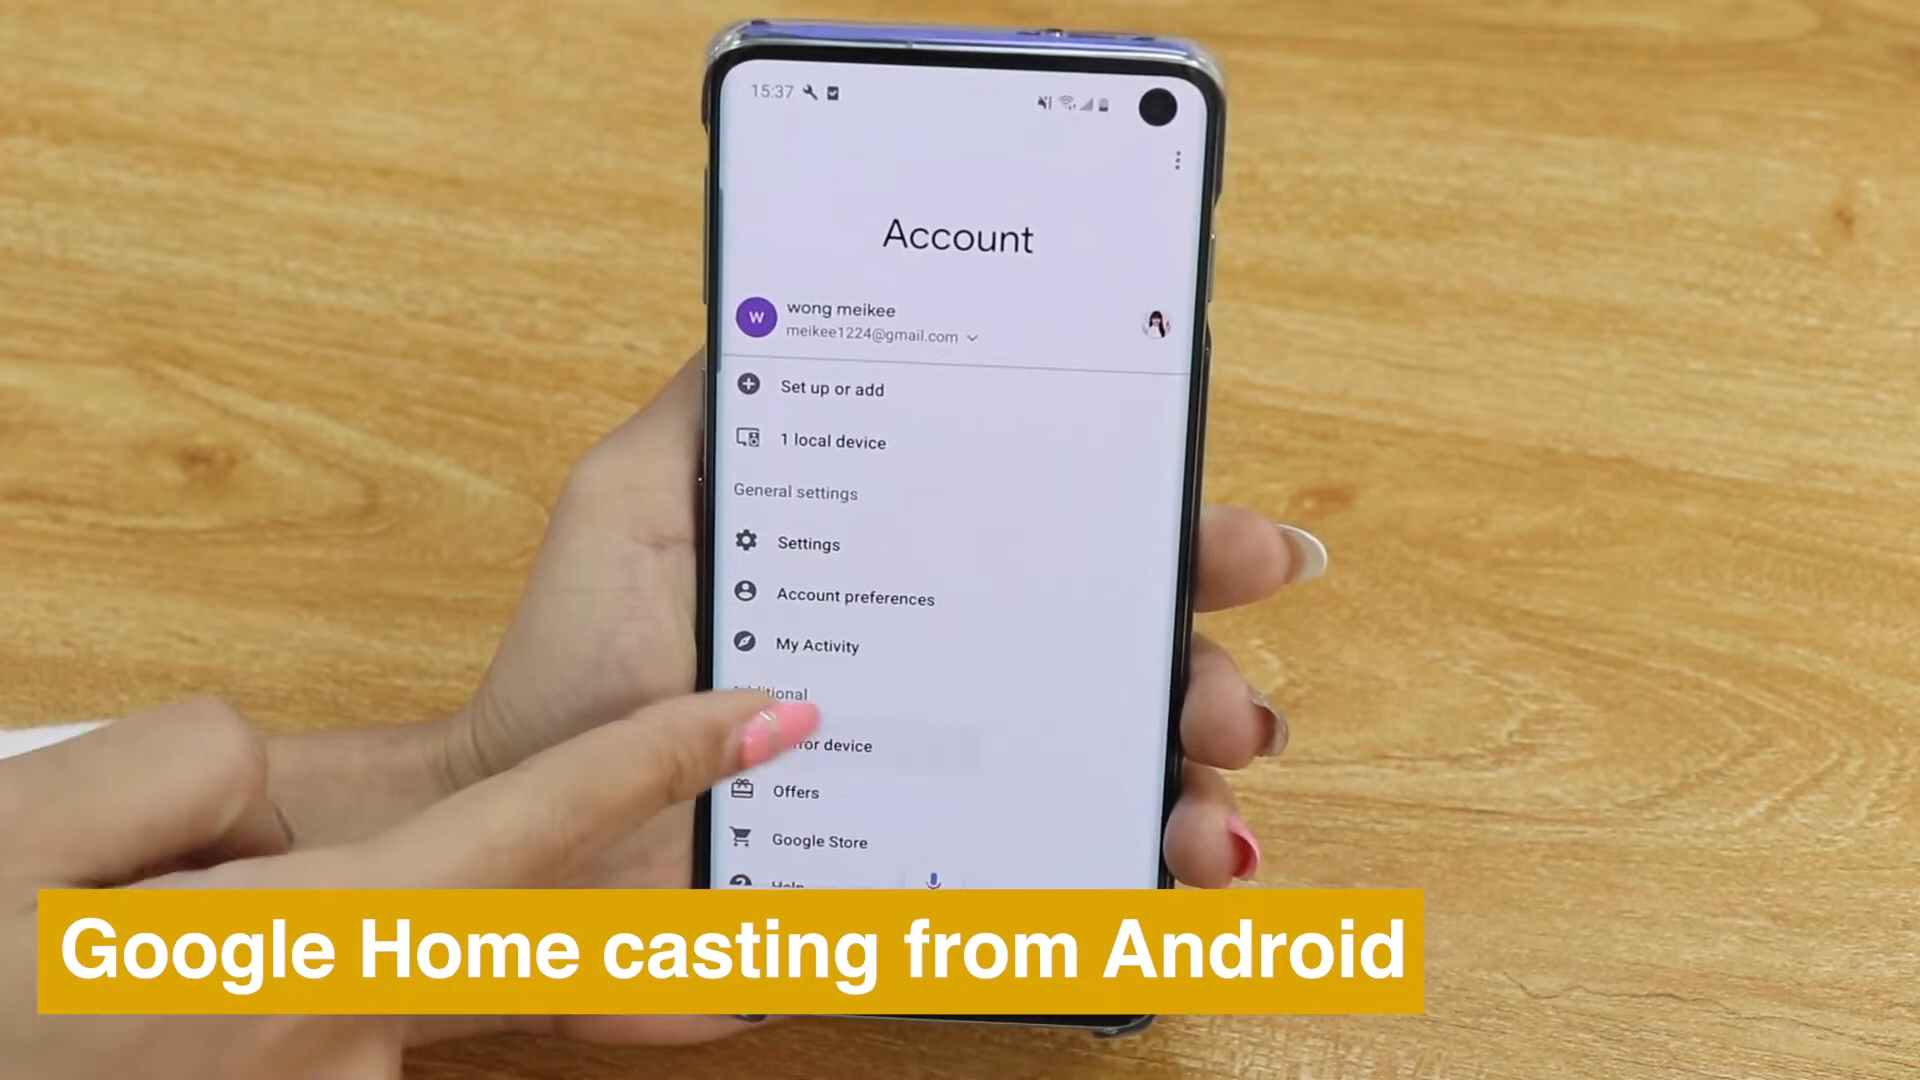 15:37
Account
W
wong meikee
meikee1224@gmail.com
Set up or add
1 local device
General settings
Settings
Account preferences
My Activity
device
Offers
Google Store
Help
Google Home casting from Android